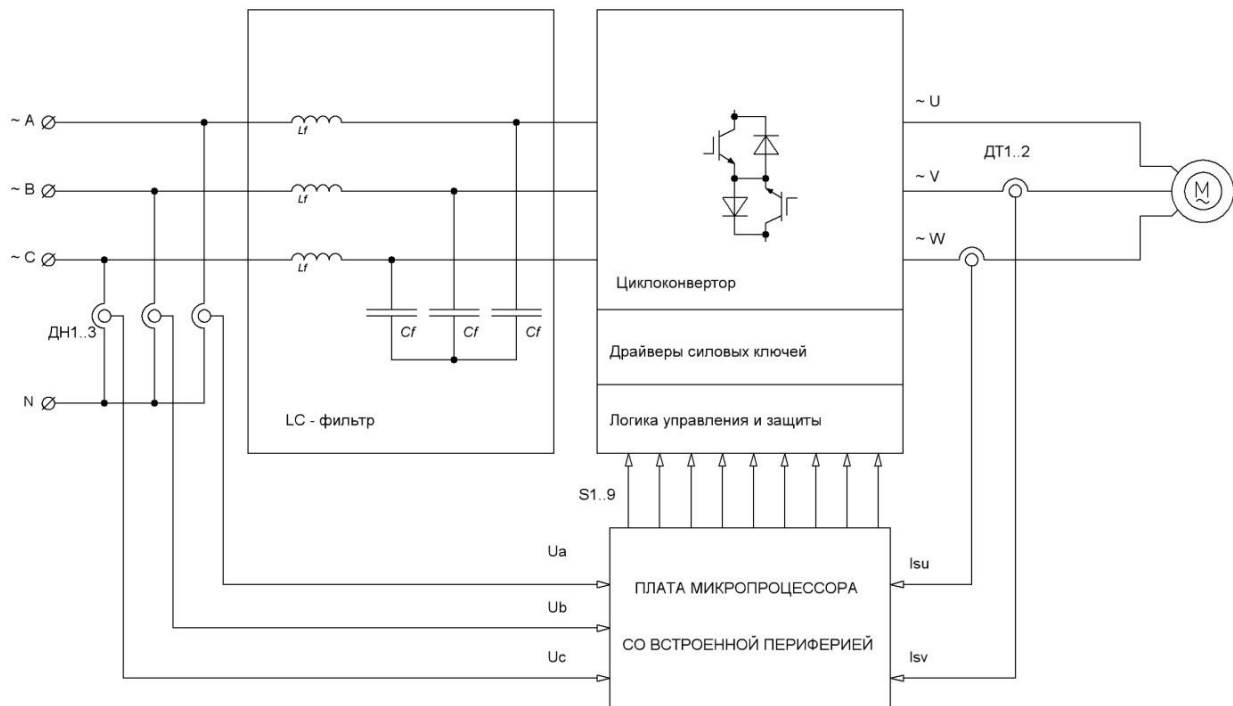 ~ A
~ B
~ C
N
ДН1..3
Lf
Lf
Lf
Cf
Cf
Cf
LC - фильтр
Циклоконвертор
Драйверы силовых ключей
Логика управления и защиты
~ U
~ V
~ W
ДТ1..2
M
~
S1..9
Ua
Ub
Uc
ПЛАТА МИКРОПРОЦЕССОРА
СО ВСТРОЕННОЙ ПЕРИФЕРИЕЙ
Isu
Isv